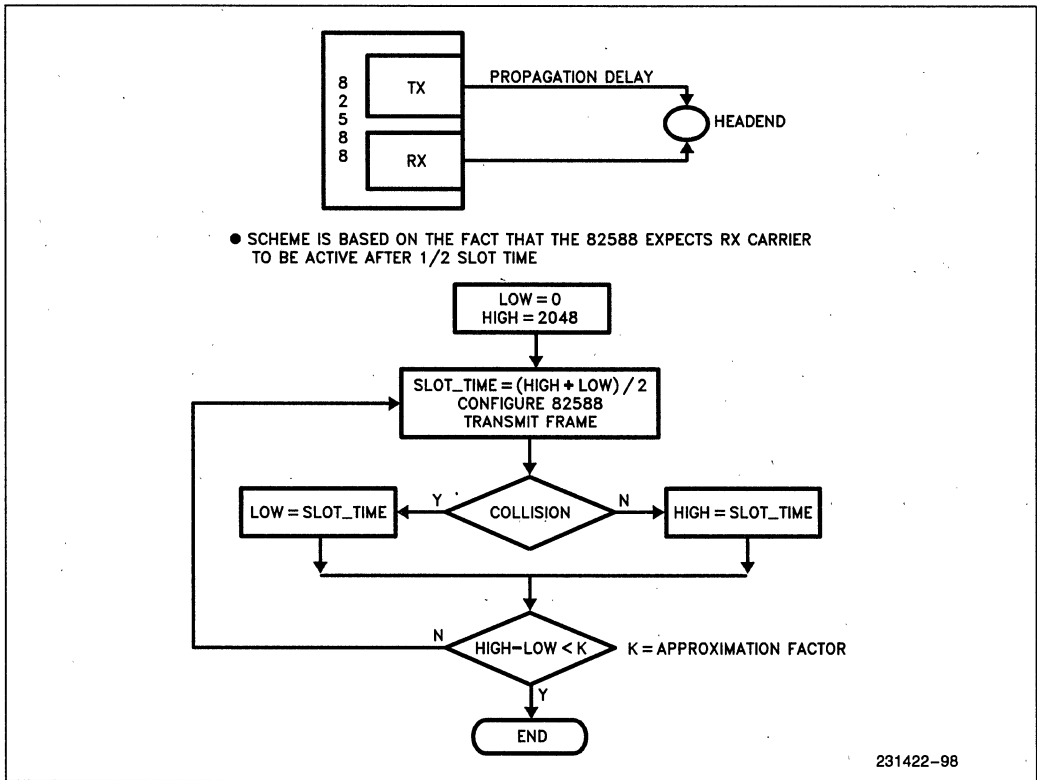 8
2
5
8
8
TX
RX
PROPAGATION DELAY
HEADEND
● SCHEME IS BASED ON THE FACT THAT THE 82588 EXPECTS RX CARRIER
TO BE ACTIVE AFTER 1/2 SLOT TIME
LOW = 0
HIGH = 2048
SLOT_TIME = (HIGH + LOW) / 2
CONFIGURE 82588
TRANSMIT FRAME
LOW = SLOT_TIME
Y
COLLISION
N
HIGH = SLOT_TIME
N
HIGH-LOW < K
K = APPROXIMATION FACTOR
Y
END
231422-98